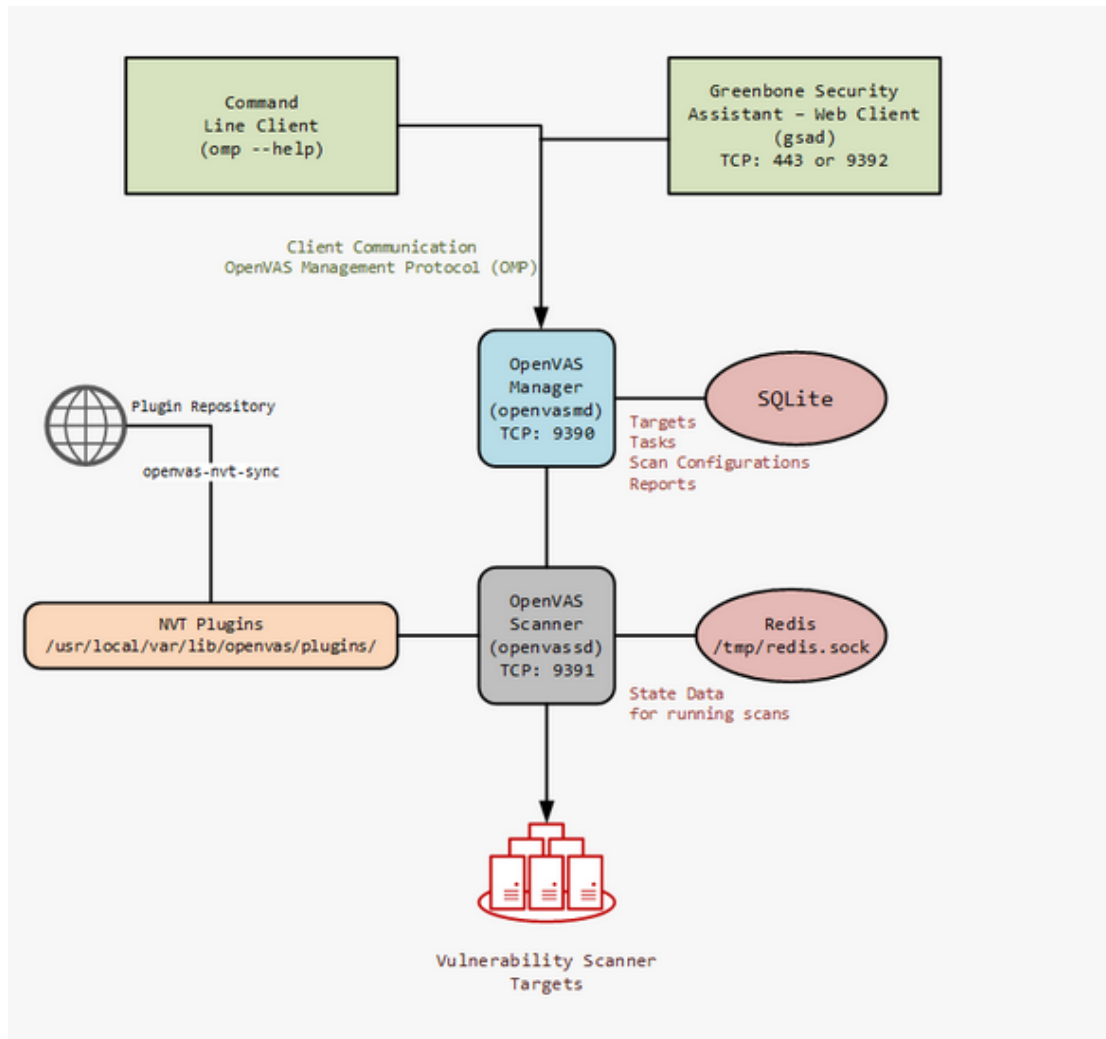 Command
Line Client
(omp --help)
Greenbone Security
Assistant – Web Client
(gsad)
TCP: 443 or 9392
Client Communication
OpenVAS Management Protocol (OMP)
OpenVAS
Manager
(openvasmd)
TCP: 9390
SQLite
Targets
Tasks
Scan Configurations
Reports
Plugin Repository
openvas-nvt-sync
NVT Plugins
/usr/local/var/lib/openvas/plugins/
OpenVAS
Scanner
(openvassd)
TCP: 9391
Redis
/tmp/redis.sock
State Data
for running scans
Vulnerability Scanner
Targets